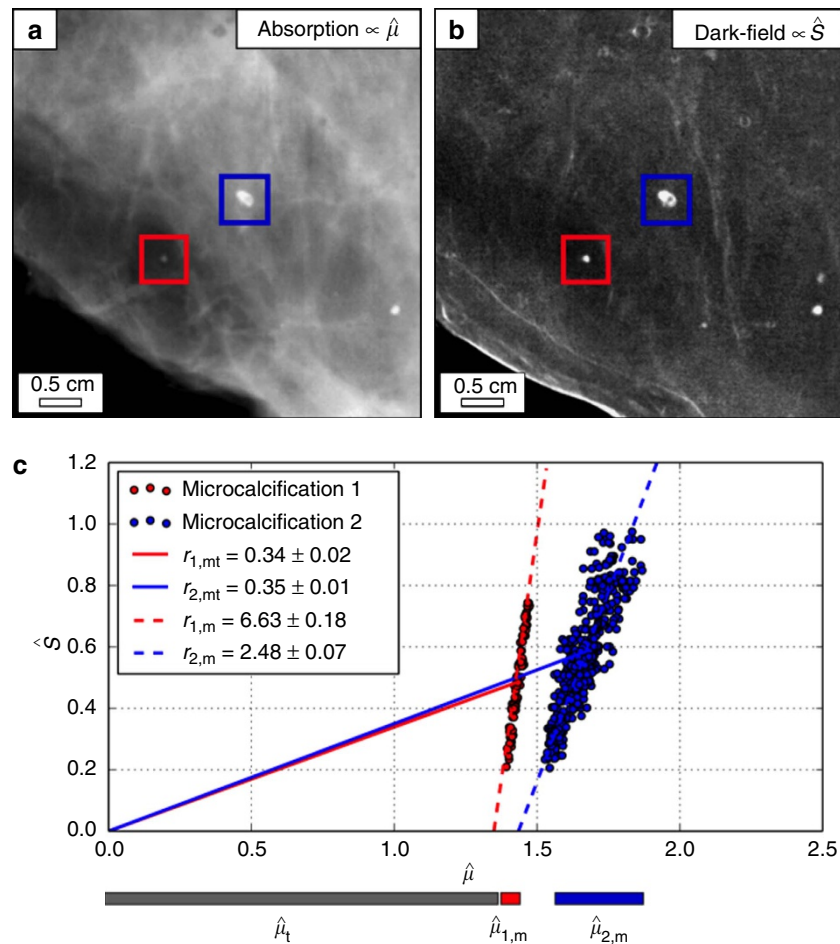 a
Absorption ∝ μ̂
b
Dark-field ∝ Ŝ
0.5 cm
0.5 cm
c
1.2
1.0
0.8
0.6
0.4
0.2
0.0
Ŝ
Microcalcification 1
Microcalcification 2
r1,mt = 0.34 ± 0.02
r2,mt = 0.35 ± 0.01
r1,m = 6.63 ± 0.18
r2,m = 2.48 ± 0.07
0.0 0.5 1.0 1.5 2.0 2.5
μ̂
μ̂t μ̂1,m μ̂2,m